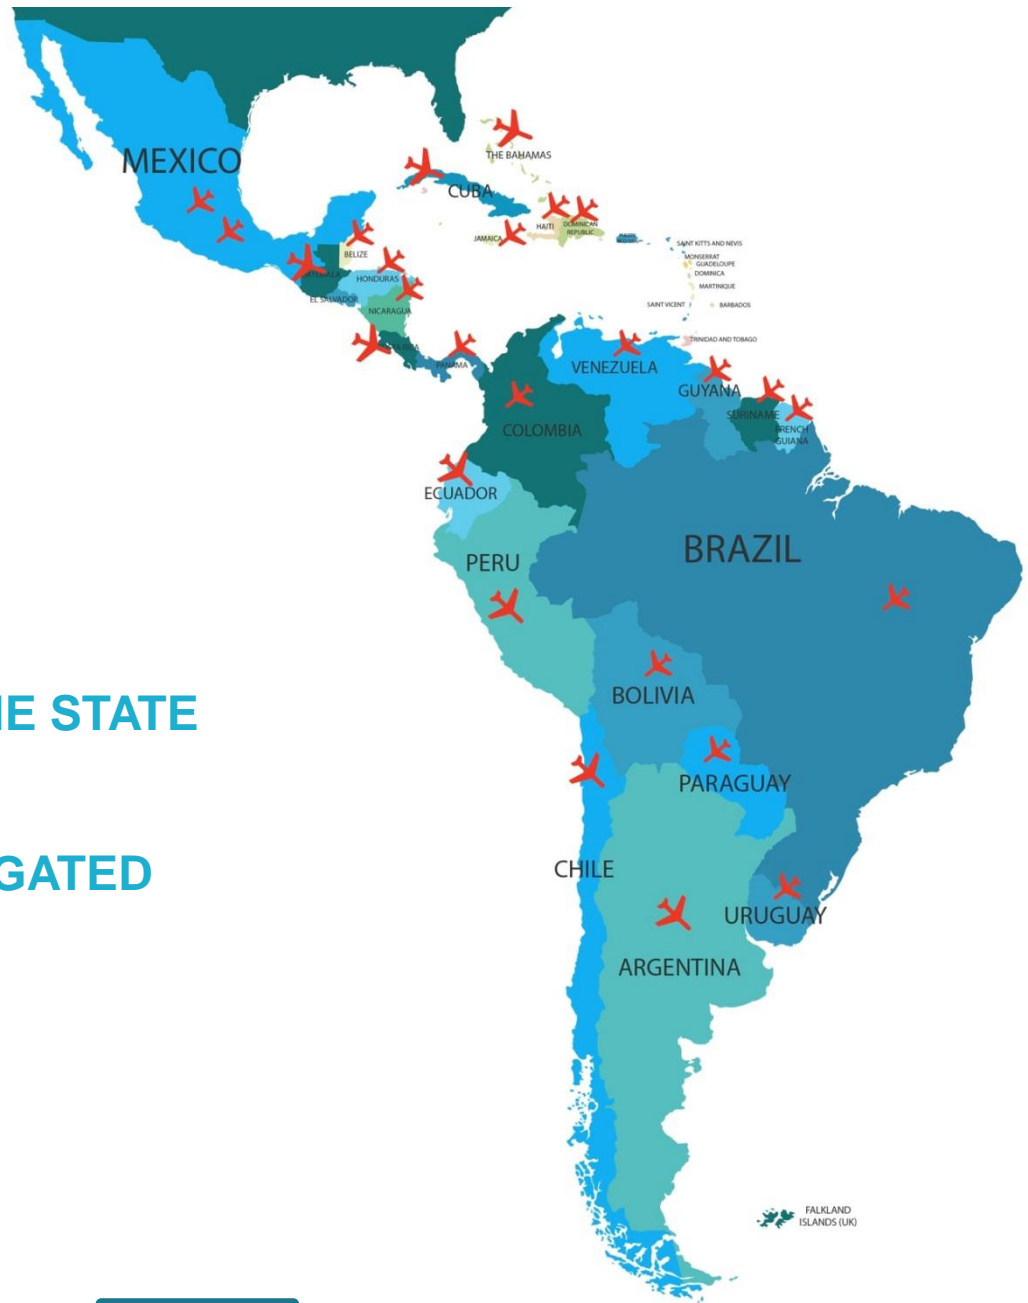 MEXICO
THE BAHAMAS
CUBA
HAITI
DOMINICAN
REPUBLIC
JAMAICA
BELIZE
HONDURAS
EL SALVADOR
NICARAGUA
PANAMA
SAINT KITTS AND NEVIS
MONSERRAT
GUADELOUPE
DOMINICA
MARTINIQUE
SAINT VICENT
BARBADOS
TRINIDAD AND TOBAGO
VENEZUELA
GUYANA
SURINAME
FRENCH
GUIANA
COLOMBIA
ECUADOR
PERU
BRAZIL
BOLIVIA
PARAGUAY
CHILE
URUGUAY
ARGENTINA
FALKLAND
ISLANDS (UK)
STATE
GATED